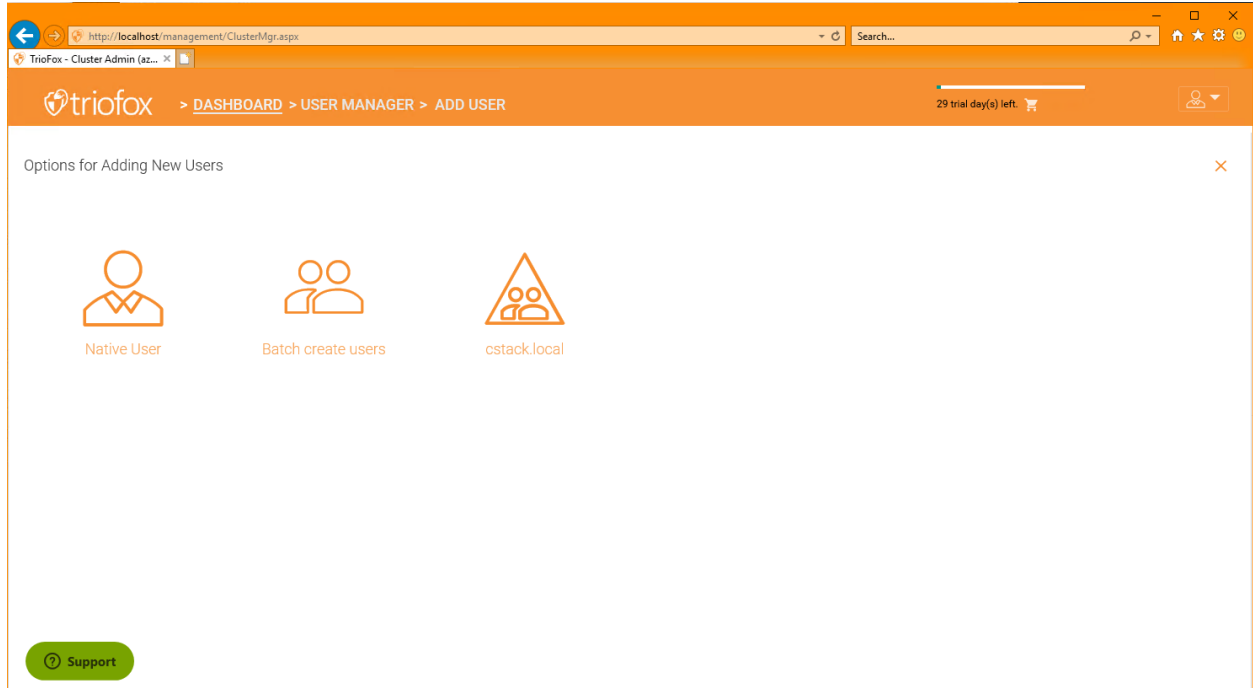 http://localhost/management/ClusterMgr.aspx
Search...
TrioFox - Cluster Admin (az...
triofox > DASHBOARD > USER MANAGER > ADD USER
29 trial day(s) left.
Options for Adding New Users
Native User
Batch create users
cstack.local
Support